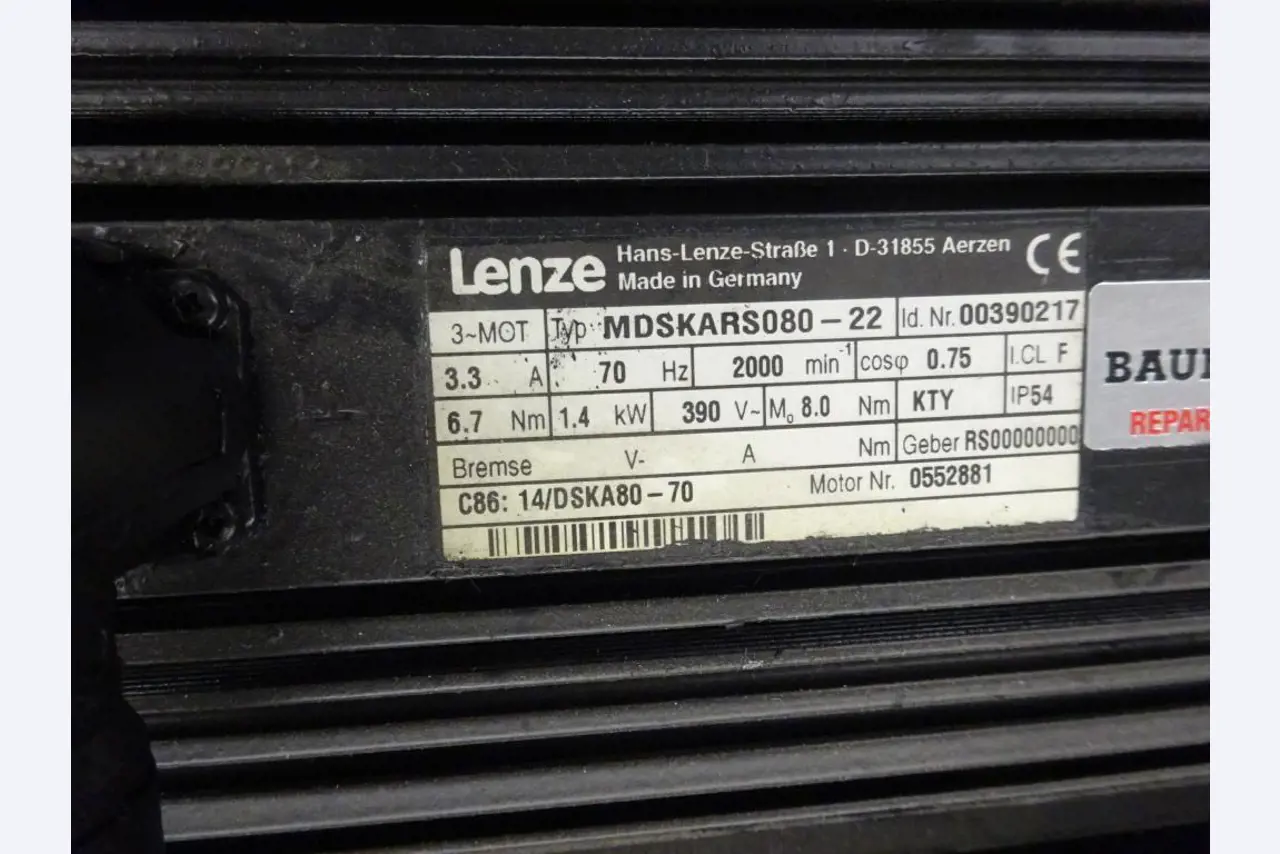 Lenze Hans-Lenze-Straße 1 · D-31855 Aerzen CE
Made in Germany
3~MOT Typ MDSKARS080-22 Id. Nr. 00390217
3.3 A 70 Hz 2000 min-1 cosφ 0.75 I.CL F
6.7 Nm 1.4 kW 390 V~ M₀ 8.0 Nm KTY IP54
Bremse V- A Nm Geber RS00000000
C86: 14/DSKA80-70 Motor Nr. 0552881